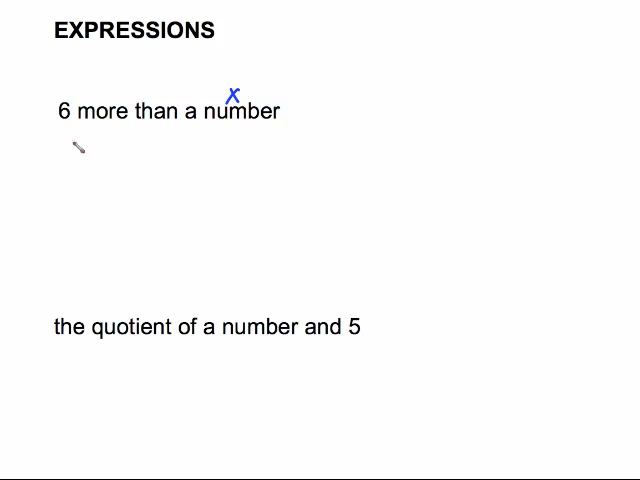 EXPRESSIONS
x
6 more than a number
the quotient of a number and 5